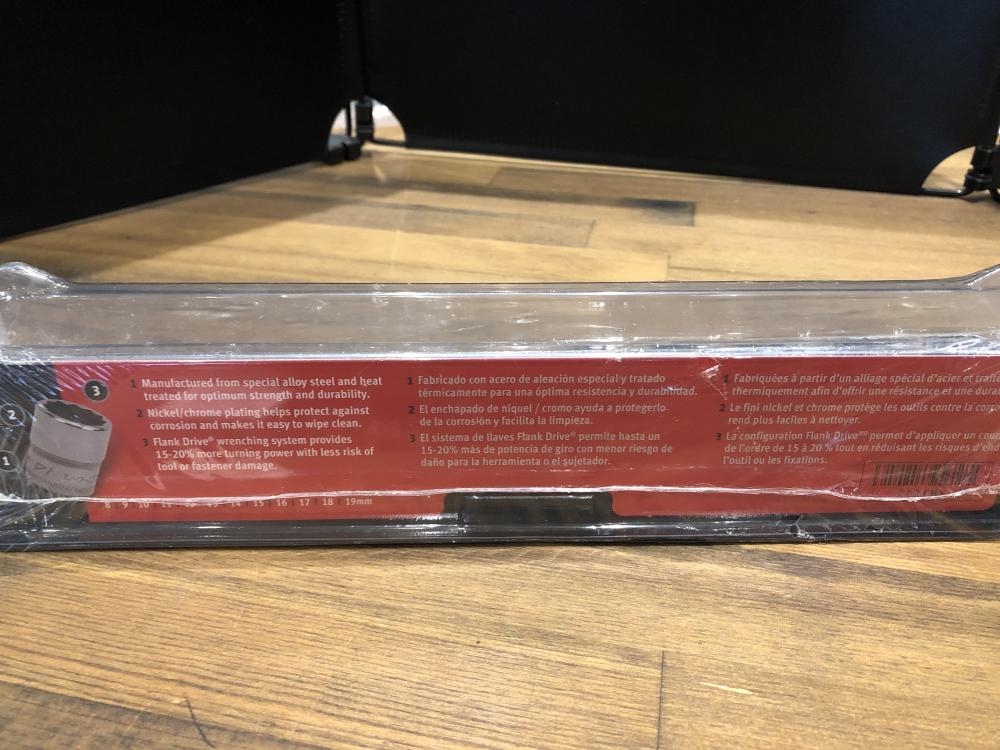 3
2
1
1 Manufactured from special alloy steel and heat
treated for optimum strength and durability.
2 Nickel/chrome plating helps protect against
corrosion and makes it easy to wipe clean.
3 Flank Drive® wrenching system provides
15-20% more turning power with less risk of
tool or fastener damage.
8 9 10 11 12 13 14 15 16 17 18 19mm
1 Fabricado con acero de aleación especial y tratado
térmicamente para una óptima resistencia y durabilidad.
2 El enchapado de níquel / cromo ayuda a protegerlo
de la corrosión y facilita la limpieza.
3 El sistema de llaves Flank Drive® permite hasta un
15-20% más de potencia de giro con menor riesgo de
daño para la herramienta o el sujetador.
1 Fabriquées à partir d'un alliage spécial d'acier et
thermiquement afin d'offrir une résistance et une
2 Le fini nickel et chrome protège les outils contre la
rend plus faciles à nettoyer.
3 La configuration Flank Drive permet d'appliquer un
de l'ordre de 15 à 20 % tout en réduisant les risques
l'outil ou les fixations.